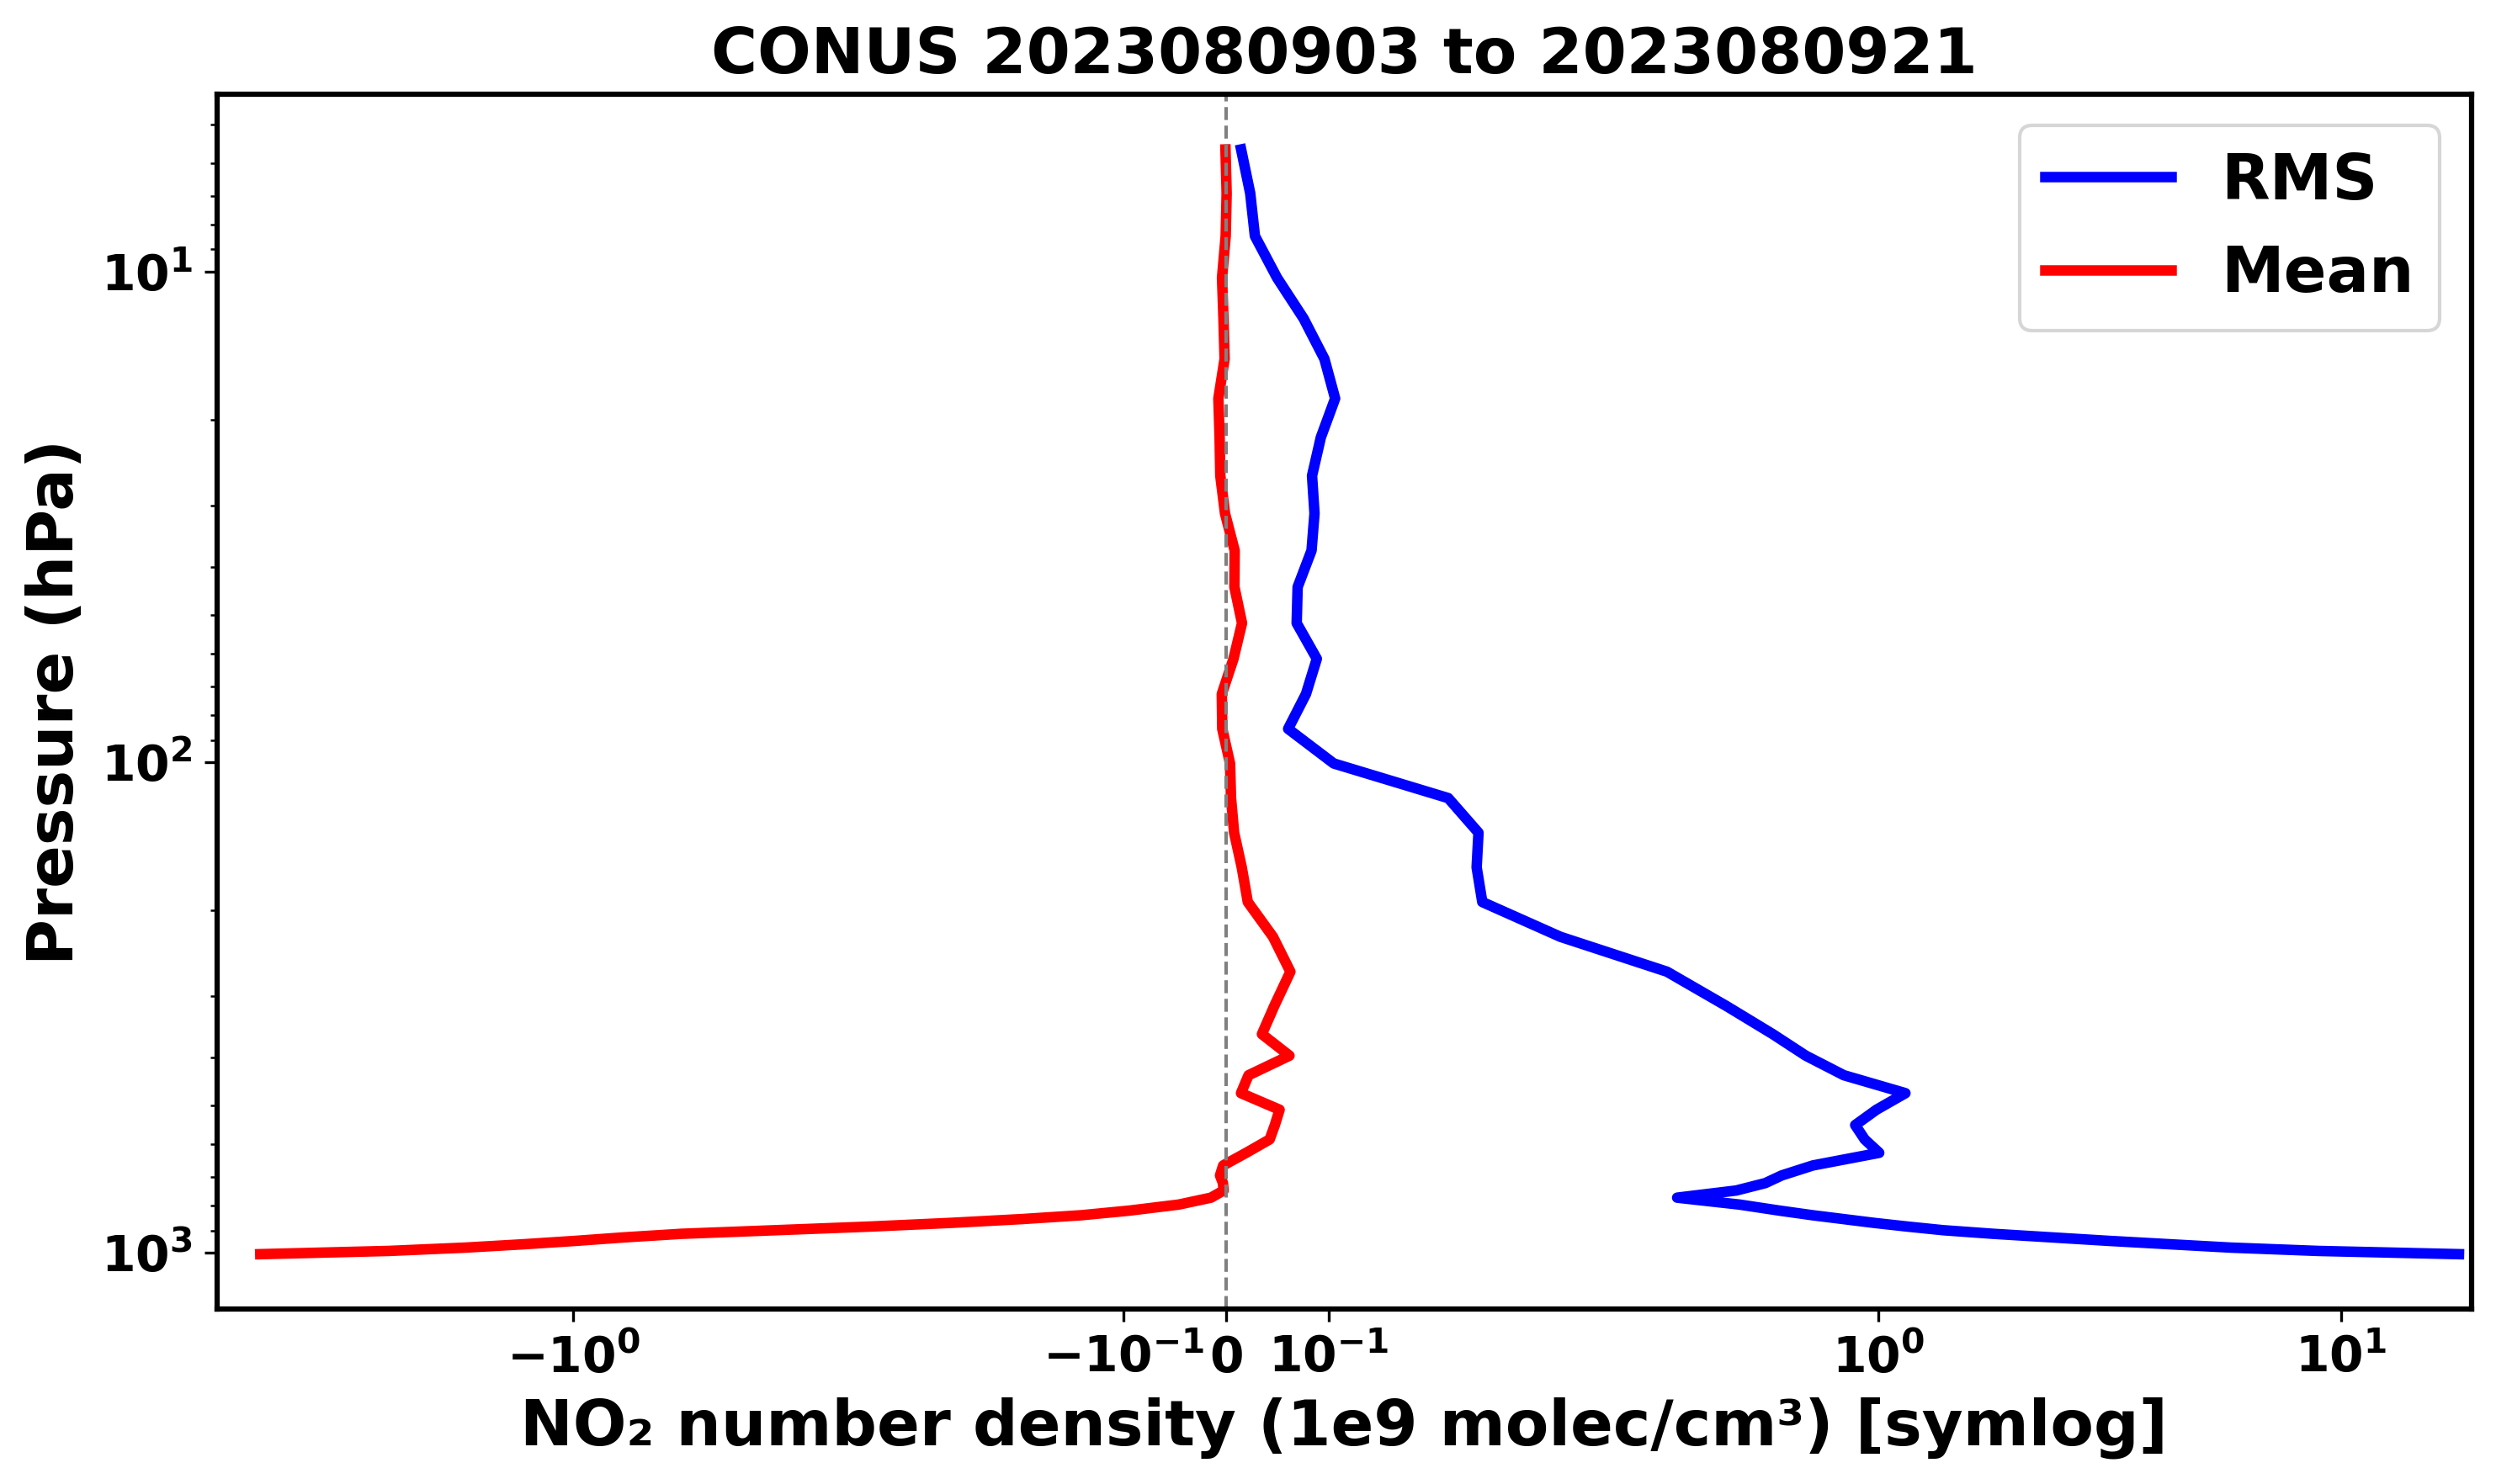 CONUS 2023080903 to 2023080921
RMS
Mean
Pressure (hPa)
10¹
10²
10³
−10⁰
−10⁻¹
0
10⁻¹
10⁰
10¹
NO₂ number density (1e9 molec/cm³) [symlog]